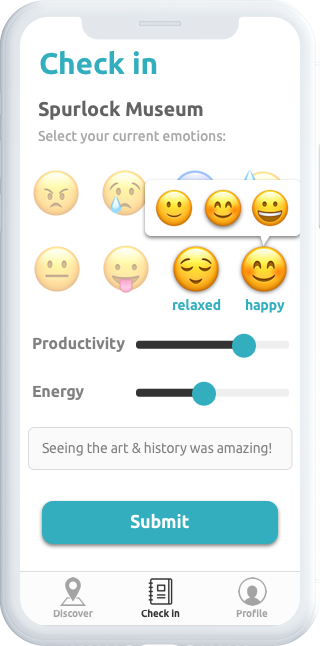 Check in
Spurlock Museum
Select your current emotions:
relaxed happy
Productivity
Energy
Seeing the art & history was amazing!
Submit
Discover Check in Profile